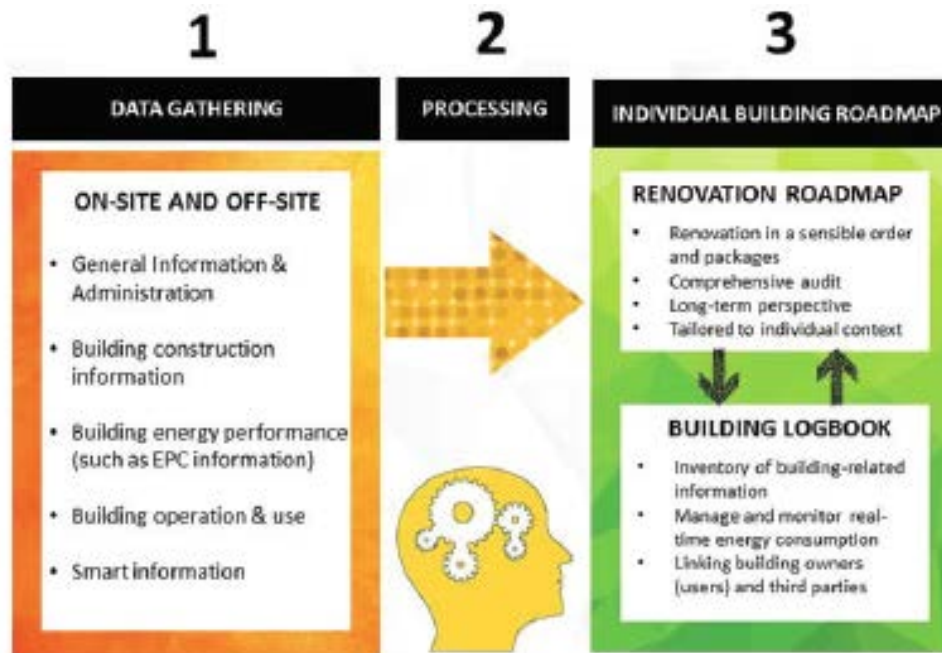 1
DATA GATHERING
ON-SITE AND OFF-SITE
• General Information &
Administration
• Building construction
information
• Building energy performance
(such as EPC information)
• Building operation & use
• Smart information
2
PROCESSING
3
INDIVIDUAL BUILDING ROADMAP
RENOVATION ROADMAP
• Renovation in a sensible order
and packages
• Comprehensive audit
• Long-term perspective
• Tailored to individual context
BUILDING LOGBOOK
• Inventory of building-related
information
• Manage and monitor real-
time energy consumption
• Linking building owners
(users) and third parties